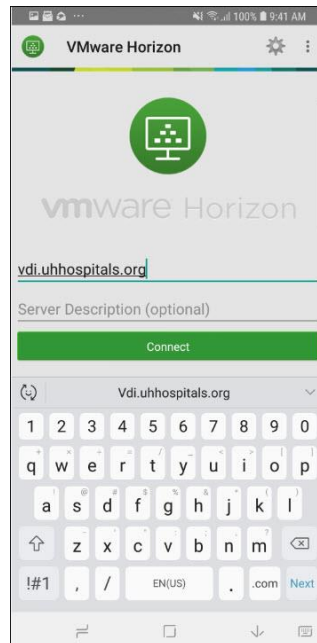 100% 9:41 AM
VMware Horizon
vmware Horizon
vdi.uhhospitals.org
Server Description (optional)
Connect
Vdi.uhhospitals.org
1 2 3 4 5 6 7 8 9 0
q w e r t y u i o p
a s d f g h j k l
z x c v b n m
!#1 , / EN(US) . .com Next